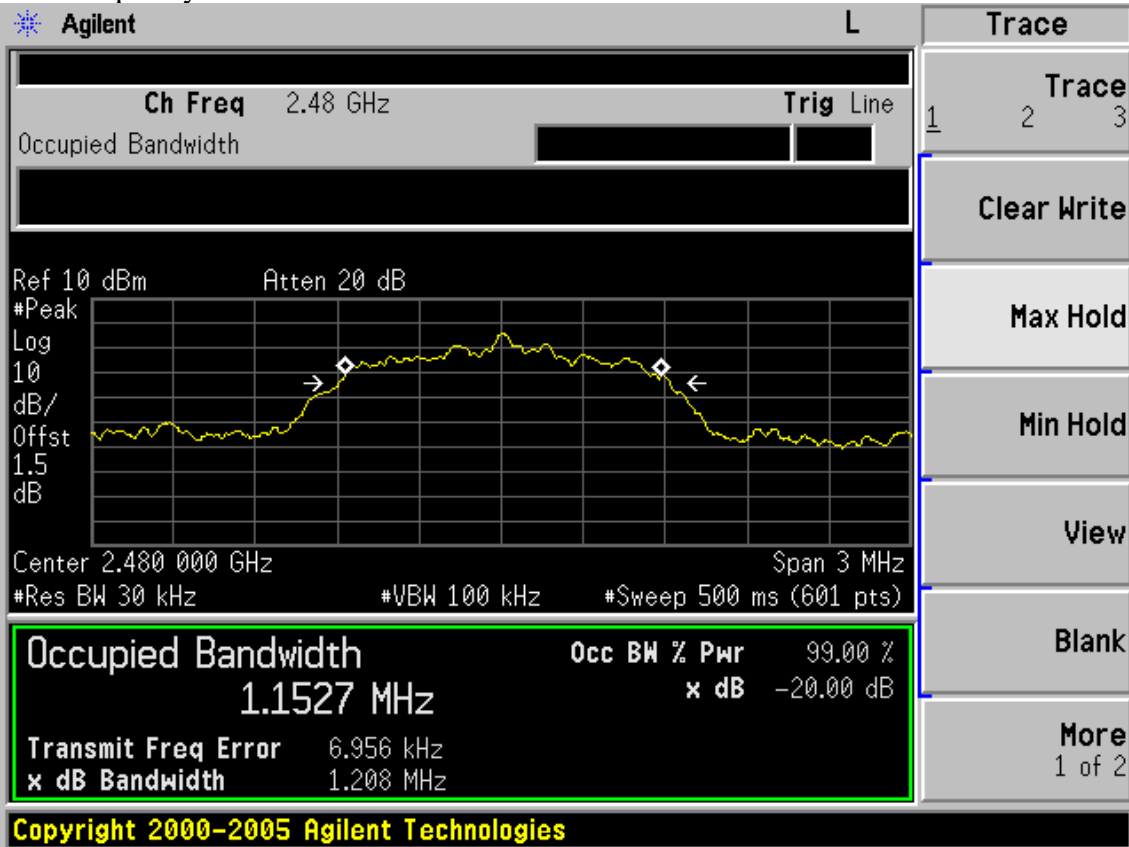 Agilent L Trace
Ch Freq 2.48 GHz Trig Line
Occupied Bandwidth
Trace
1 2 3
Clear Write
Max Hold
Min Hold
View
Blank
More
1 of 2
Ref 10 dBm Atten 20 dB
#Peak
Log
10
dB/
Offst
1.5
dB
Center 2.480 000 GHz Span 3 MHz
#Res BW 30 kHz #VBW 100 kHz #Sweep 500 ms (601 pts)
Occupied Bandwidth Occ BW % Pwr 99.00 %
1.1527 MHz x dB -20.00 dB
Transmit Freq Error 6.956 kHz
x dB Bandwidth 1.208 MHz
Copyright 2000-2005 Agilent Technologies